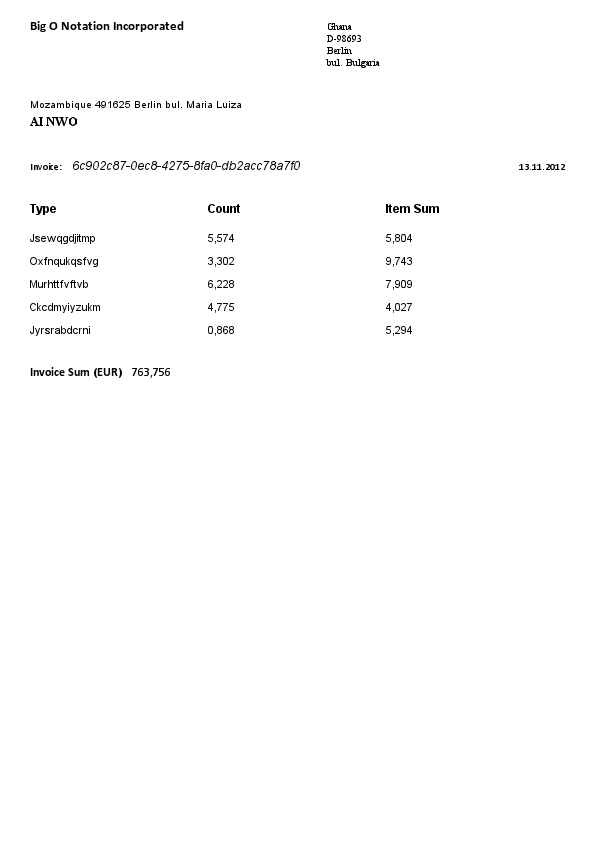 Big O Notation Incorporated
Ghana
D-98693
Berlin
bul. Bulgaria
Mozambique 491625 Berlin bul. Maria Luiza
AI NWO
Invoice: 6c902c87-0ec8-4275-8fa0-db2acc78a7f0 13.11.2012
Type Count Item Sum
Jsewqgdjitmp 5,574 5,804
Oxfnqukqsfvg 3,302 9,743
Murhttfvftvb 6,228 7,909
Ckcdmyiyzukm 4,775 4,027
Jyrsrabdcrni 0,868 5,294
Invoice Sum (EUR) 763,756